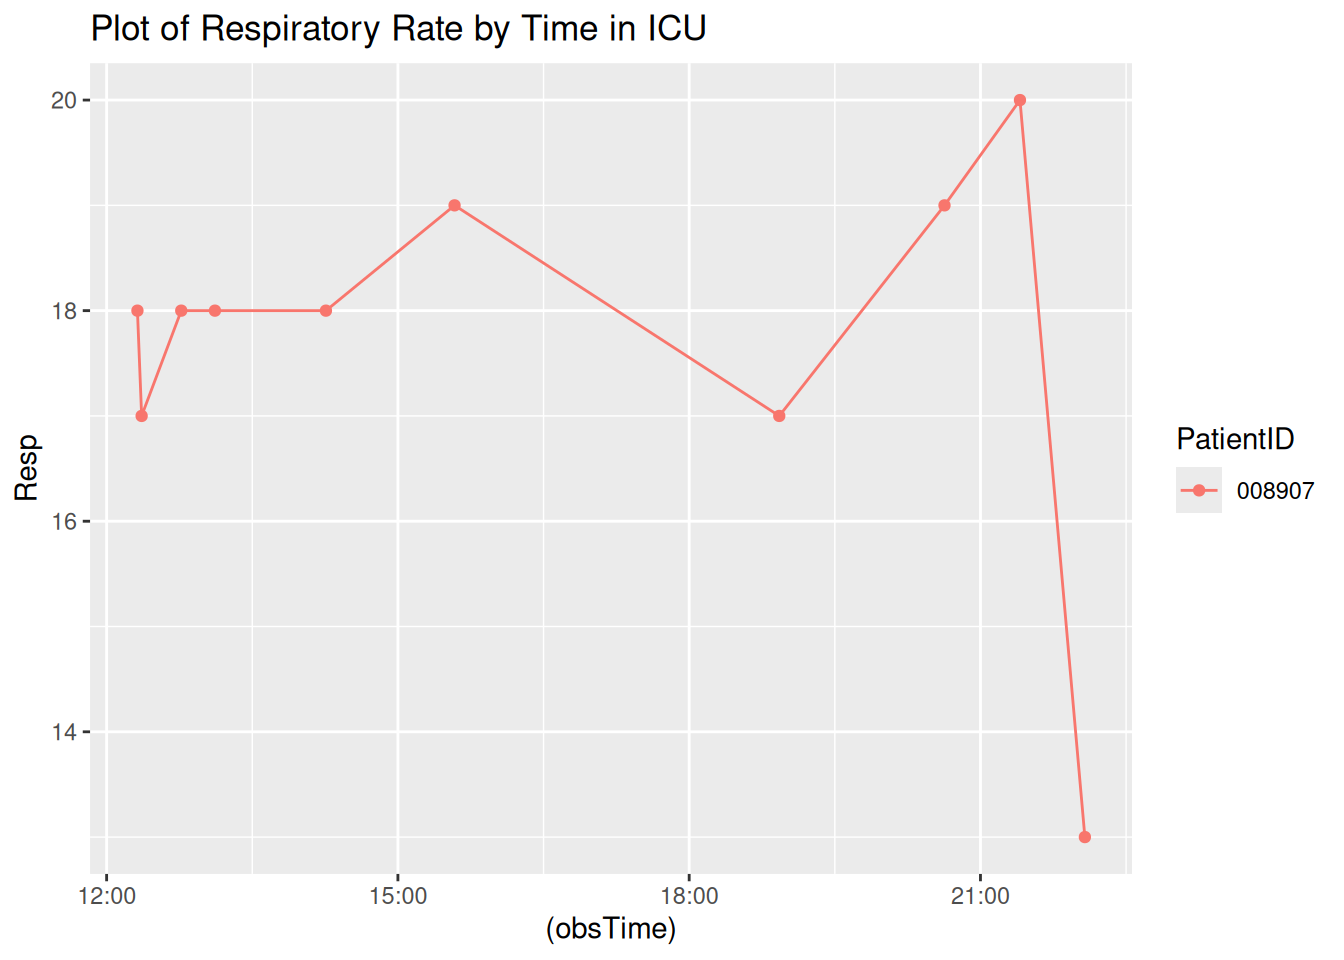 Plot of Respiratory Rate by Time in ICU
20
18
16
14
Resp
12:00 15:00 18:00 21:00
(obsTime)
PatientID
008907